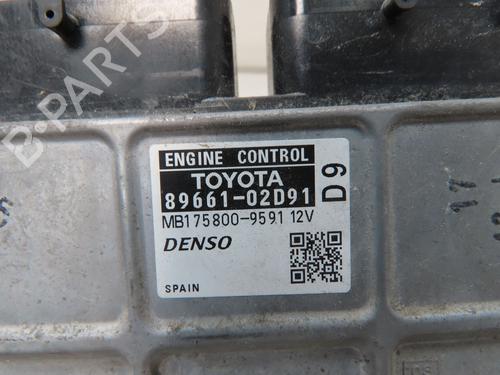 B-PARTS
ENGINE CONTROL
TOYOTA
89661-02D91
D9
MB175800-9591 12V
DENSO
SPAIN